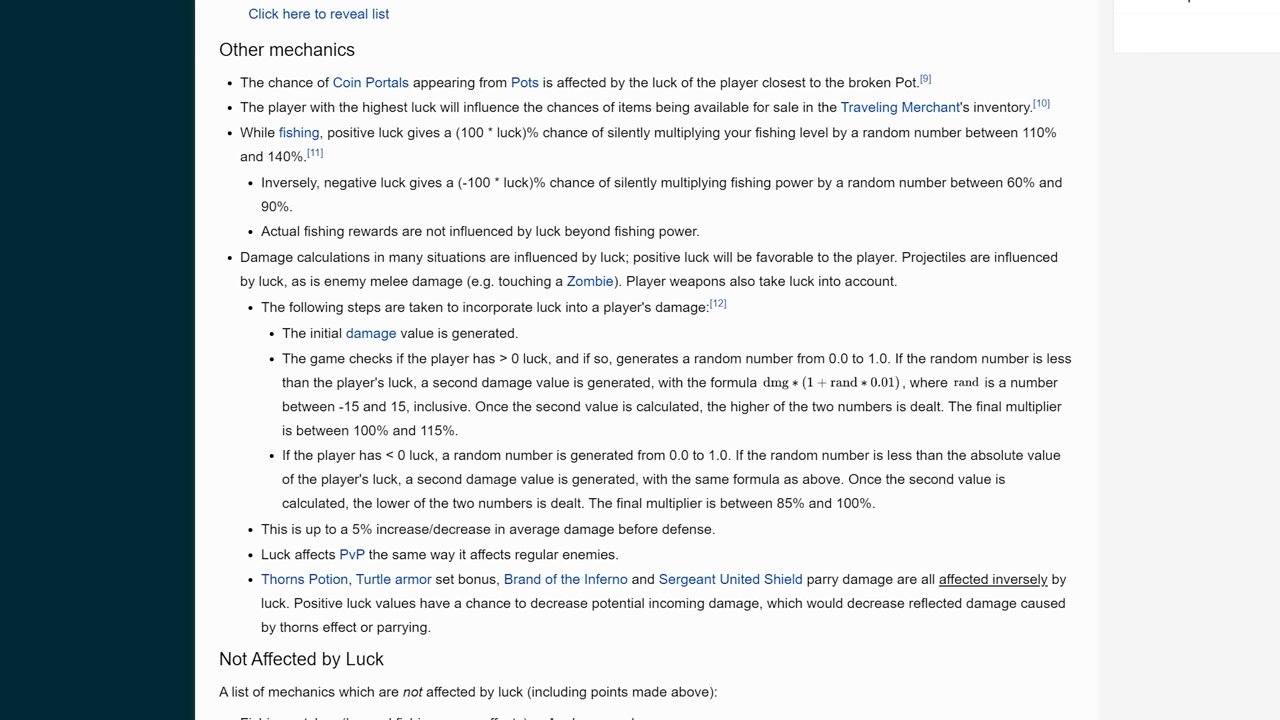 Click here to reveal list
Other mechanics
• The chance of Coin Portals appearing from Pots is affected by the luck of the player closest to the broken Pot.[9]
• The player with the highest luck will influence the chances of items being available for sale in the Traveling Merchant's inventory.[10]
• While fishing, positive luck gives a (100 * luck)% chance of silently multiplying your fishing level by a random number between 110%
and 140%.[11]
• Inversely, negative luck gives a (-100 * luck)% chance of silently multiplying fishing power by a random number between 60% and
90%.
• Actual fishing rewards are not influenced by luck beyond fishing power.
• Damage calculations in many situations are influenced by luck; positive luck will be favorable to the player. Projectiles are influenced
by luck, as is enemy melee damage (e.g. touching a Zombie). Player weapons also take luck into account.
• The following steps are taken to incorporate luck into a player's damage:[12]
• The initial damage value is generated.
• The game checks if the player has > 0 luck, and if so, generates a random number from 0.0 to 1.0. If the random number is less
than the player's luck, a second damage value is generated, with the formula dmg * (1 + rand * 0.01), where rand is a number
between -15 and 15, inclusive. Once the second value is calculated, the higher of the two numbers is dealt. The final multiplier
is between 100% and 115%.
• If the player has < 0 luck, a random number is generated from 0.0 to 1.0. If the random number is less than the absolute value
of the player's luck, a second damage value is generated, with the same formula as above. Once the second value is
calculated, the lower of the two numbers is dealt. The final multiplier is between 85% and 100%.
• This is up to a 5% increase/decrease in average damage before defense.
• Luck affects PvP the same way it affects regular enemies.
• Thorns Potion, Turtle armor set bonus, Brand of the Inferno and Sergeant United Shield parry damage are all affected inversely by
luck. Positive luck values have a chance to decrease potential incoming damage, which would decrease reflected damage caused
by thorns effect or parrying.
Not Affected by Luck
A list of mechanics which are not affected by luck (including points made above):